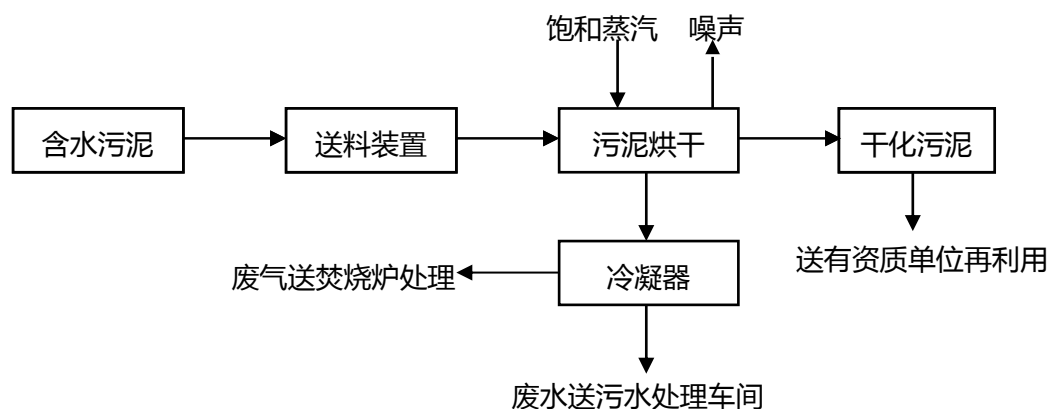 饱和蒸汽 噪声
含水污泥 送料装置 污泥烘干 干化污泥
送有资质单位再利用
废气送焚烧炉处理 冷凝器
废水送污水处理车间